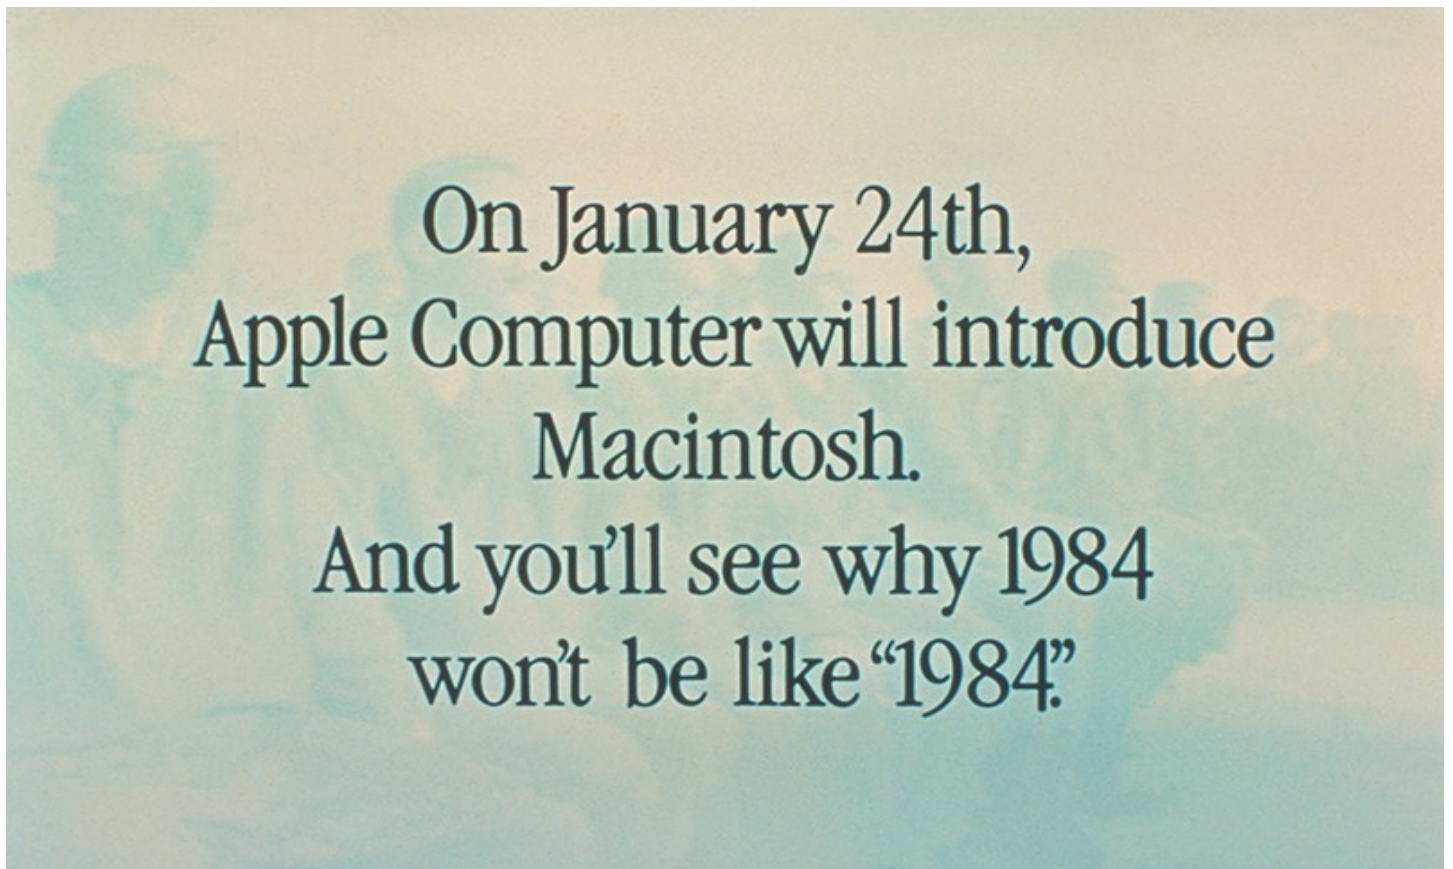 On January 24th,
Apple Computer will introduce
Macintosh.
And you’ll see why 1984
won’t be like “1984.”